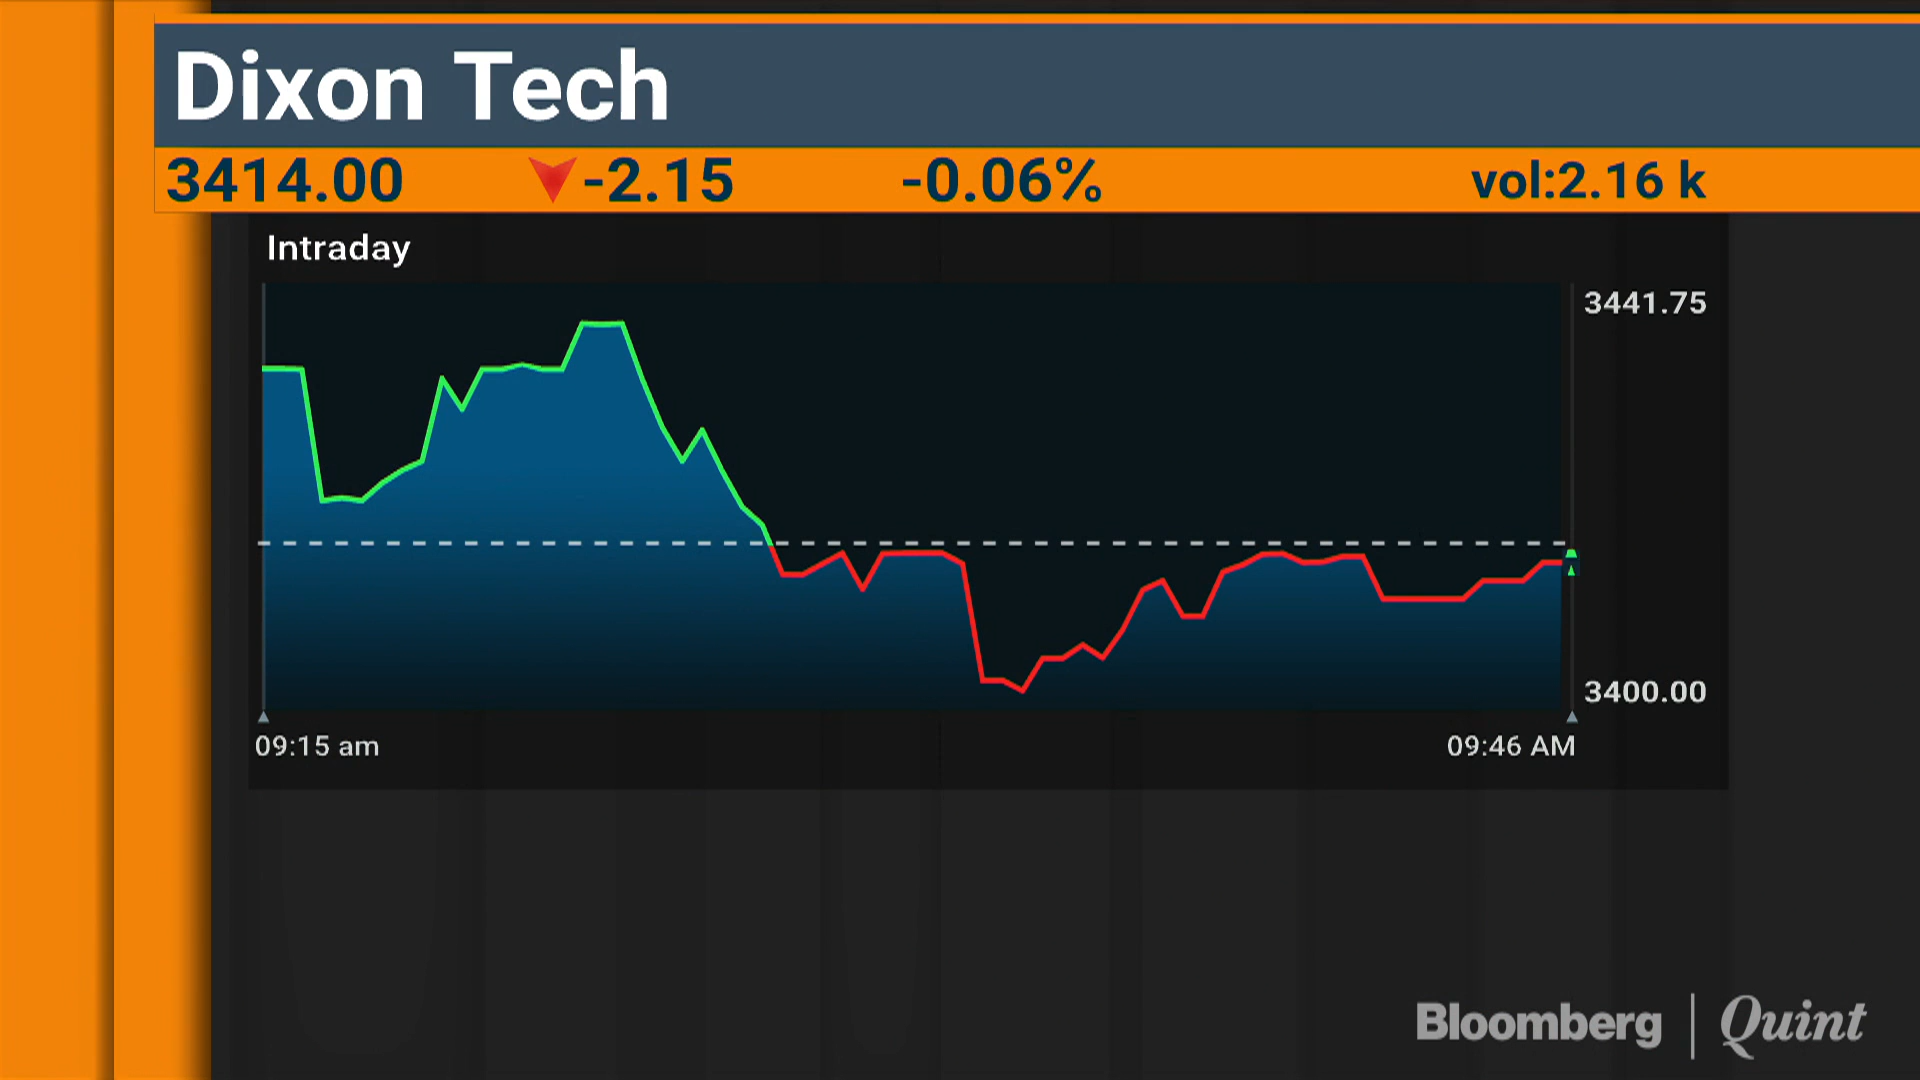 Dixon Tech
3414.00 -2.15 -0.06% vol:2.16 k
Intraday
3441.75
3400.00
09:15 am 09:46 AM
Bloomberg | Quint